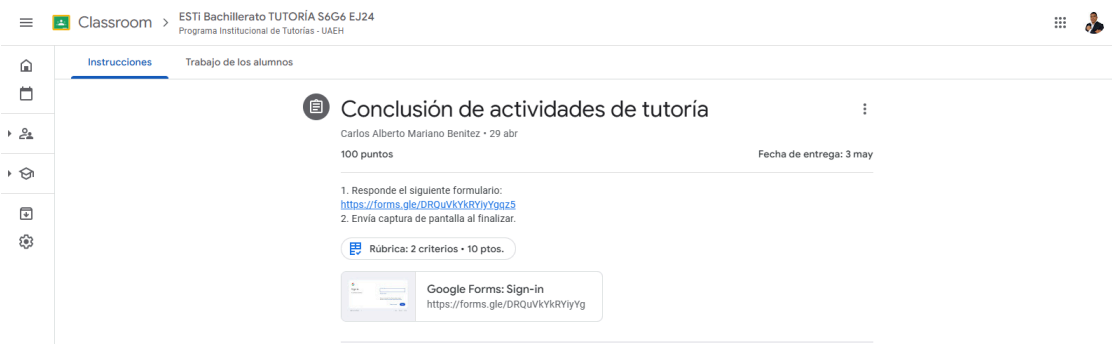 Classroom > ESTi Bachillerato TUTORÍA S6G6 EJ24
Programa Institucional de Tutorías - UAEH
Instrucciones Trabajo de los alumnos
Conclusión de actividades de tutoría
Carlos Alberto Mariano Benitez • 29 abr
100 puntos Fecha de entrega: 3 may
1. Responde el siguiente formulario:
https://forms.gle/DRQuVkYkRYiyYgqz5
2. Envía captura de pantalla al finalizar.
Rúbrica: 2 criterios • 10 ptos.
Google Forms: Sign-in
https://forms.gle/DRQuVkYkRYiyYg